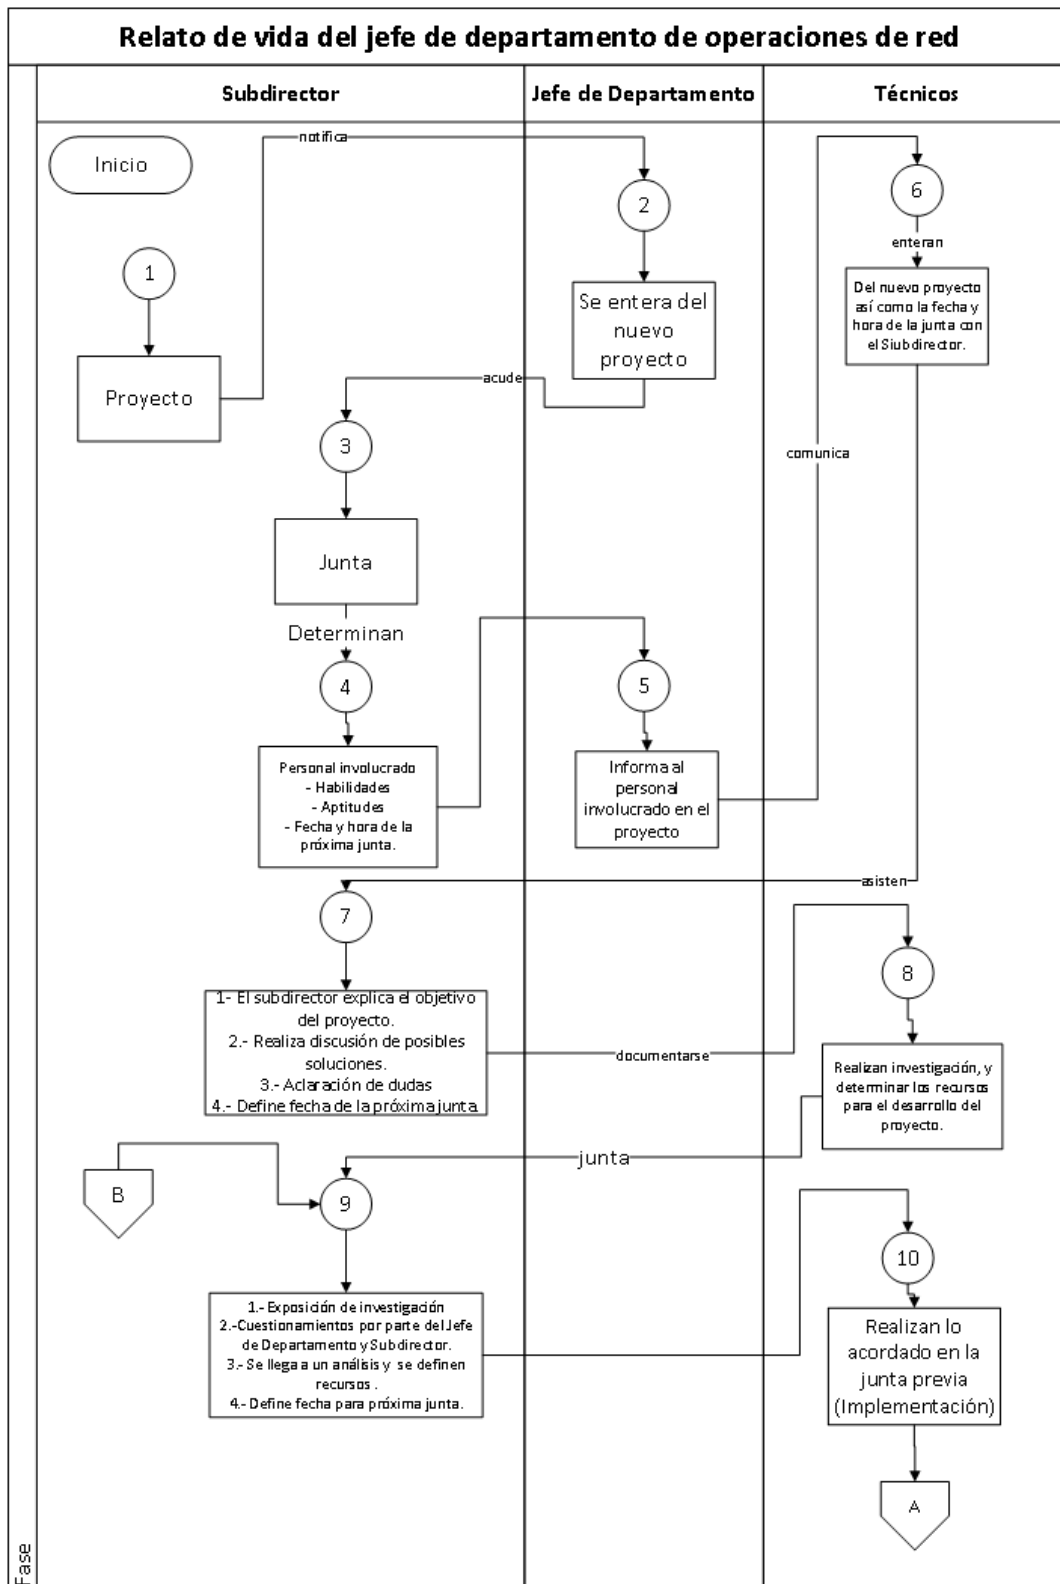 Relato de vida del jefe de departamento de operaciones de red
Subdirector
Jefe de Departamento
Técnicos
Inicio
notifica
1
2
6
enteran
Proyecto
Se entera del
nuevo
proyecto
Del nuevo proyecto
así como la fecha y
hora de la junta con
el Siubdirector.
acude
3
comunica
Junta
Determinan
4
5
Personal involucrado
- Habilidades
- Aptitudes
- Fecha y hora de la
próxima junta.
Informa al
personal
involucrado en el
proyecto
asisten
7
8
1.- El subdirector explica el objetivo
del proyecto.
2.- Realiza discusión de posibles
soluciones.
3.- Aclaración de dudas
4.- Define fecha de la próxima junta.
documentarse
Realizan investigación, y
determinar los recursos
para el desarrollo del
proyecto.
junta
B
9
10
1.- Exposición de investigación
2.-Cuestionamientos por parte del Jefe
de Departamento y Subdirector.
3.- Se llega a un análisis y se definen
recursos .
4.- Define fecha para próxima junta.
Realizan lo
acordado en la
junta previa
(Implementación)
A
Fase